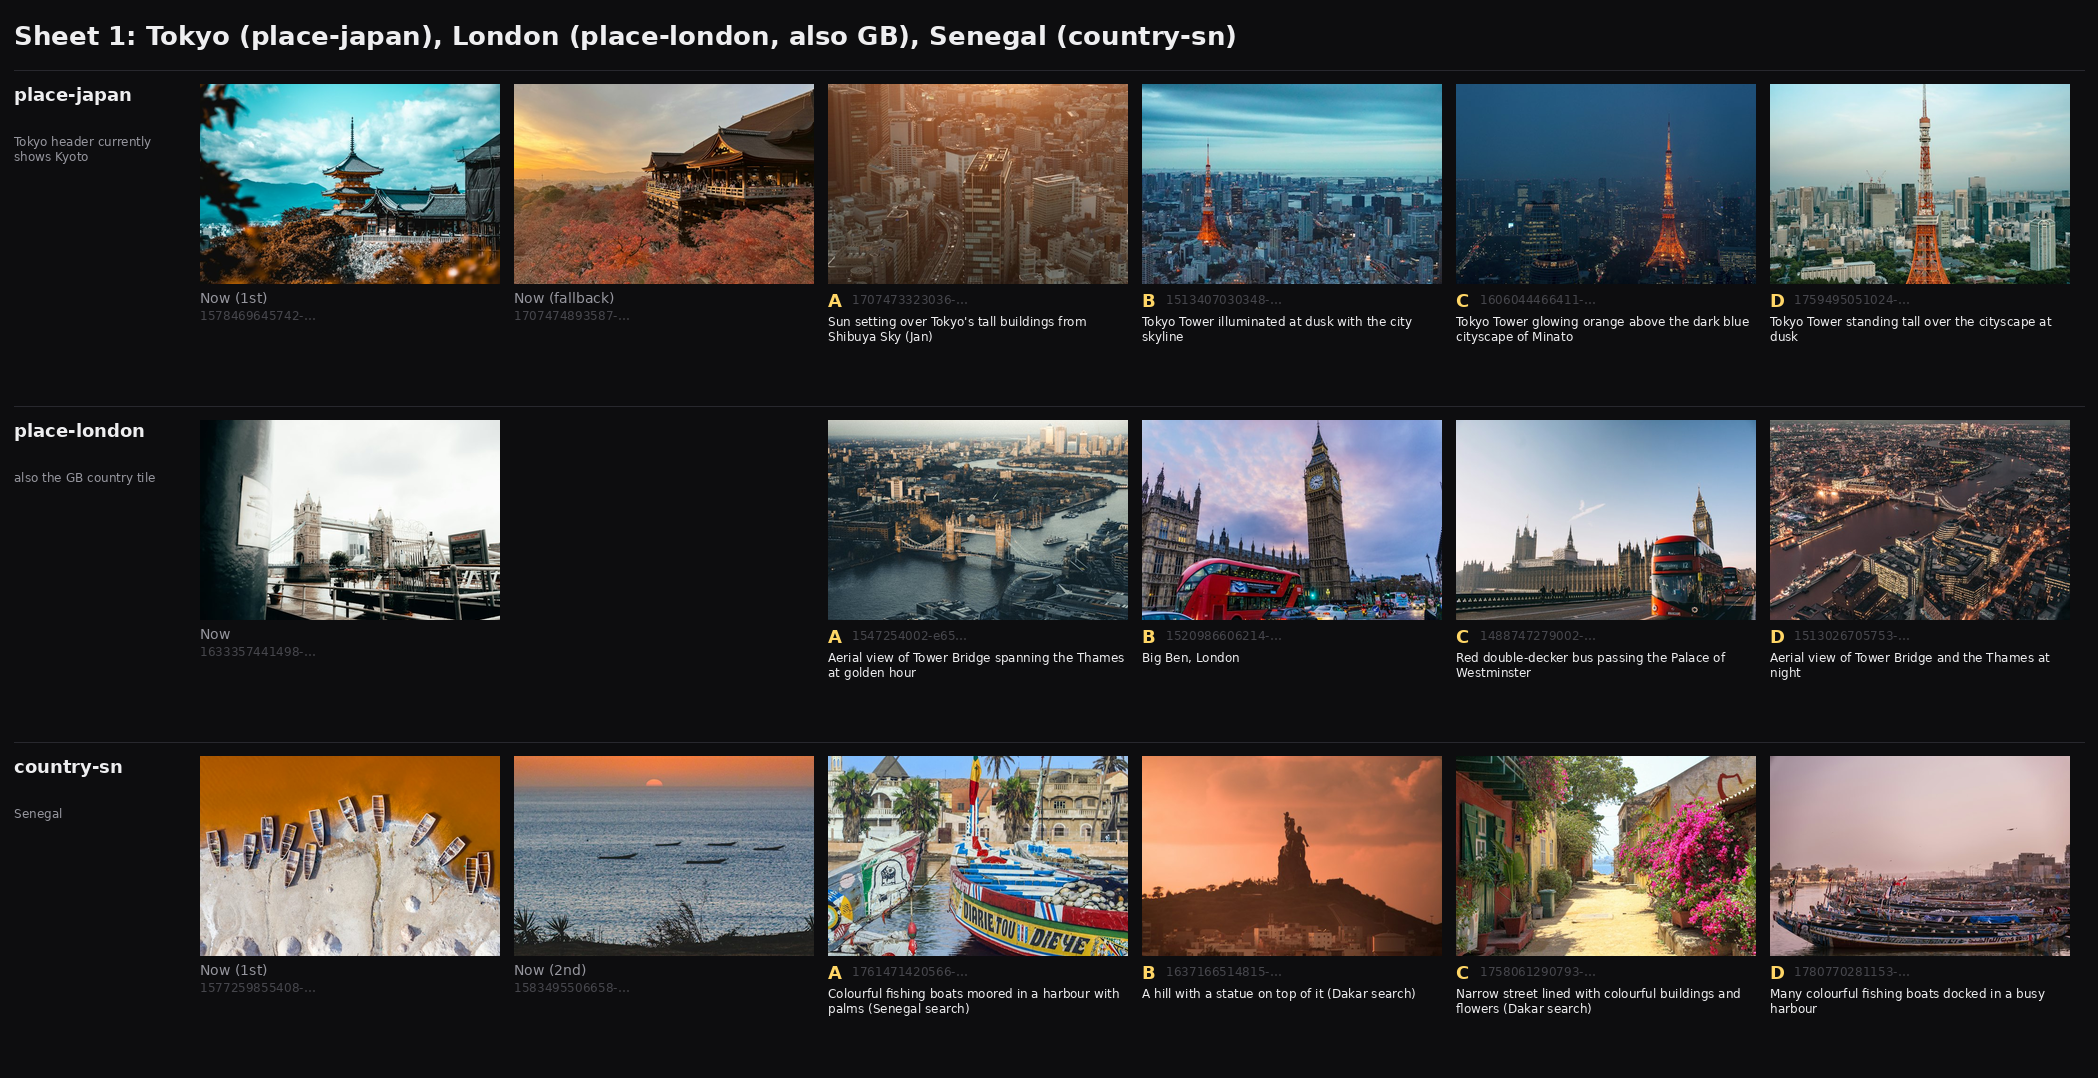 Sheet 1: Tokyo (place-japan), London (place-london, also GB), Senegal (country-sn)
place-japan
Tokyo header currently
shows Kyoto
Now (1st)
1578469645742-...
Now (fallback)
1707474893587-...
A 1707473323036-...
Sun setting over Tokyo's tall buildings from
Shibuya Sky (Jan)
B 1513407030348-...
Tokyo Tower illuminated at dusk with the city
skyline
C 1606044466411-...
Tokyo Tower glowing orange above the dark blue
cityscape of Minato
D 1759495051024-...
Tokyo Tower standing tall over the cityscape at
dusk
place-london
also the GB country tile
Now
1633357441498-...
A 1547254002-e65...
Aerial view of Tower Bridge spanning the Thames
at golden hour
B 1520986606214-...
Big Ben, London
C 1488747279002-...
Red double-decker bus passing the Palace of
Westminster
D 1513026705753-...
Aerial view of Tower Bridge and the Thames at
night
country-sn
Senegal
Now (1st)
1577259855408-...
Now (2nd)
1583495506658-...
DIARIETOU DIEYE
A 1761471420566-...
Colourful fishing boats moored in a harbour with
palms (Senegal search)
B 1637166514815-...
A hill with a statue on top of it (Dakar search)
C 1758061290793-...
Narrow street lined with colourful buildings and
flowers (Dakar search)
D 1780770281153-...
Many colourful fishing boats docked in a busy
harbour